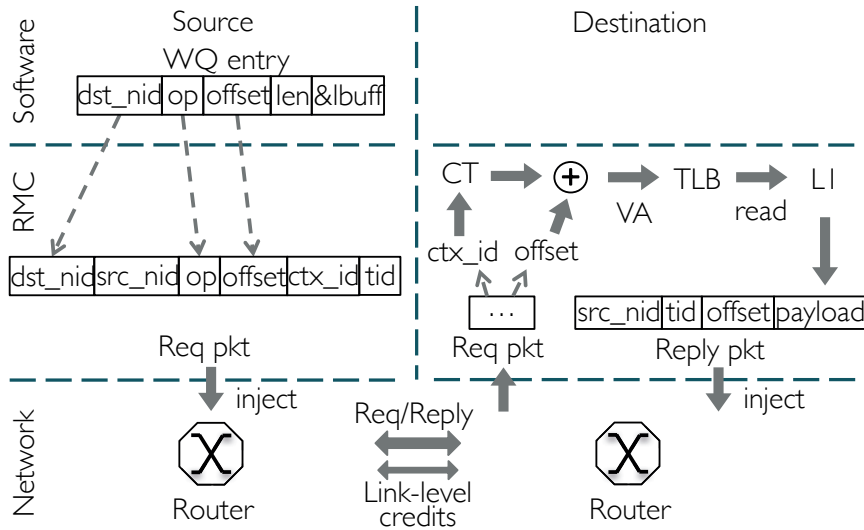 Source
Destination
Software
WQ entry
dst_nid op offset len &lbuff
RMC
CT + TLB L1
VA read
ctx_id offset
dst_nid src_nid op offset ctx_id tid
...
src_nid tid offset payload
Req pkt
Req pkt
Reply pkt
inject
inject
Network
Req/Reply
Router
Link-level
credits
Router